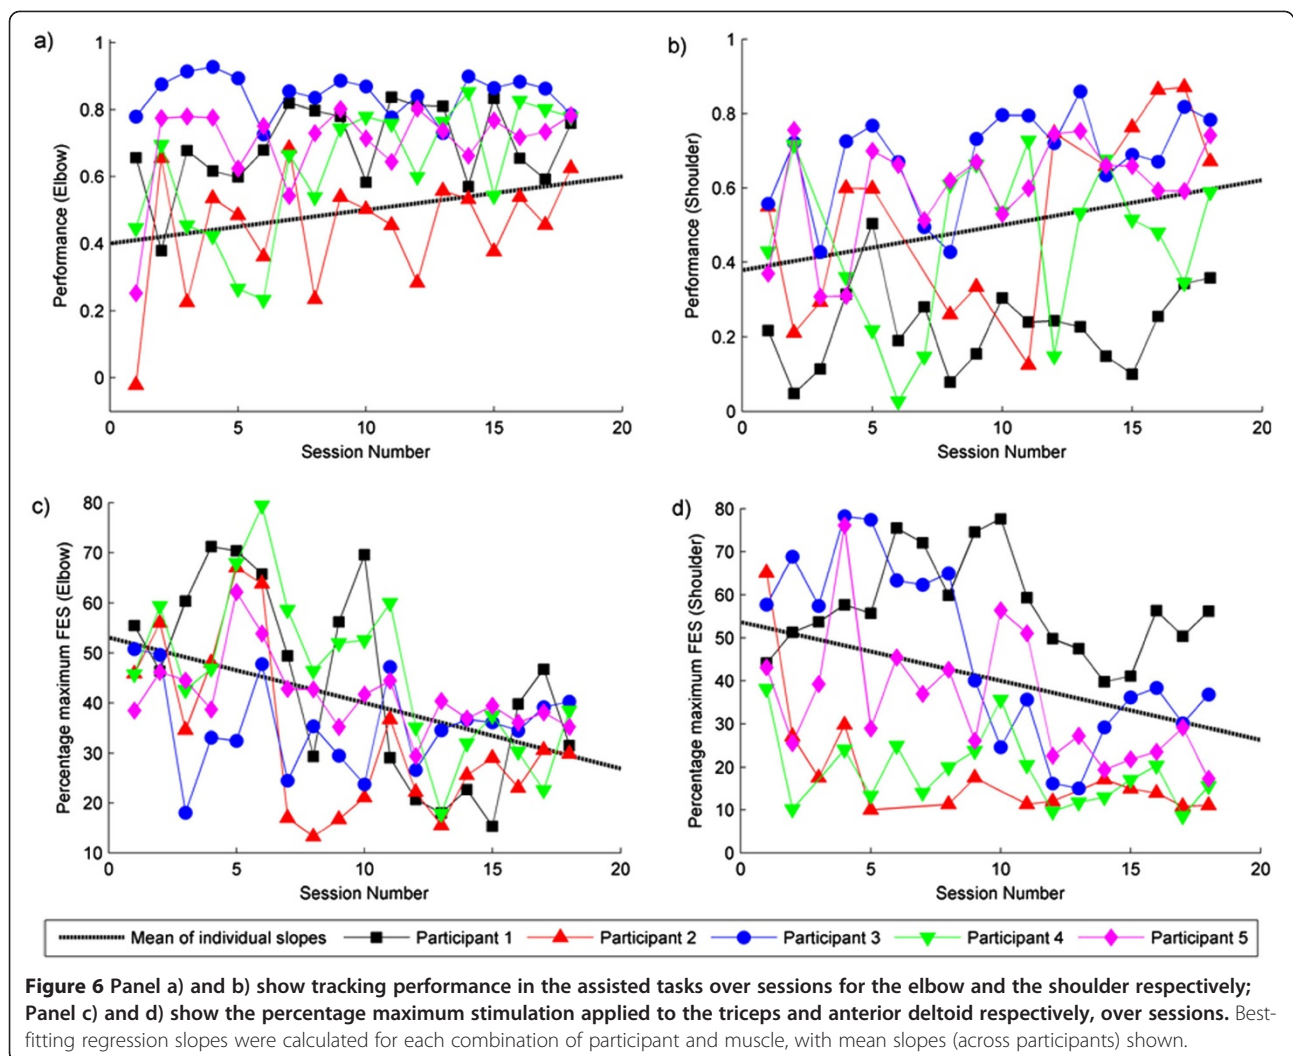 a)
1
0.8
0.6
0.4
0.2
0
Performance (Elbow)
0 5 10 15 20
Session Number
b)
1
0.8
0.6
0.4
0.2
0
Performance (Shoulder)
0 5 10 15 20
Session Number
c)
80
70
60
50
40
30
20
10
Percentage maximum FES (Elbow)
0 5 10 15 20
Session Number
d)
80
70
60
50
40
30
20
10
0
Percentage maximum FES (Shoulder)
0 5 10 15 20
Session Number
Mean of individual slopes Participant 1 Participant 2 Participant 3 Participant 4 Participant 5
Figure 6 Panel a) and b) show tracking performance in the assisted tasks over sessions for the elbow and the shoulder respectively;
Panel c) and d) show the percentage maximum stimulation applied to the triceps and anterior deltoid respectively, over sessions. Best-
fitting regression slopes were calculated for each combination of participant and muscle, with mean slopes (across participants) shown.